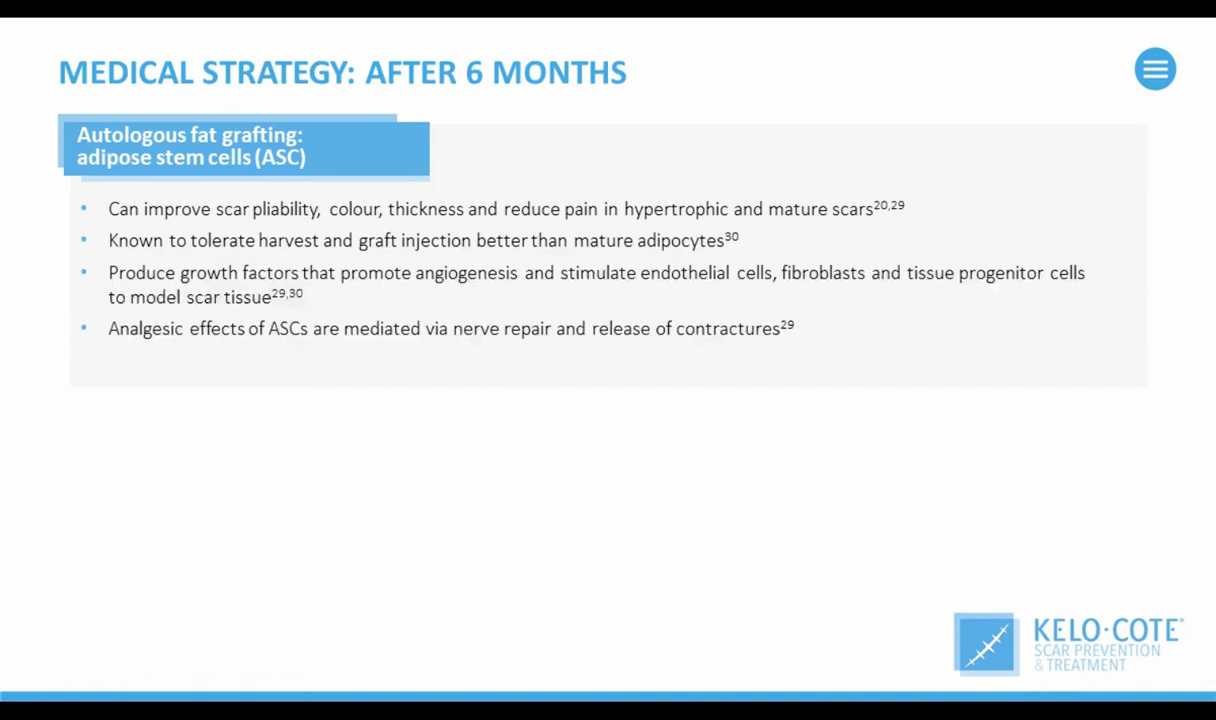 MEDICAL STRATEGY: AFTER 6 MONTHS
Autologous fat grafting:
adipose stem cells (ASC)
• Can improve scar pliability, colour, thickness and reduce pain in hypertrophic and mature scars20,29
• Known to tolerate harvest and graft injection better than mature adipocytes30
• Produce growth factors that promote angiogenesis and stimulate endothelial cells, fibroblasts and tissue progenitor cells
to model scar tissue29,30
• Analgesic effects of ASCs are mediated via nerve repair and release of contractures29
KELO·COTE®
SCAR PREVENTION
& TREATMENT